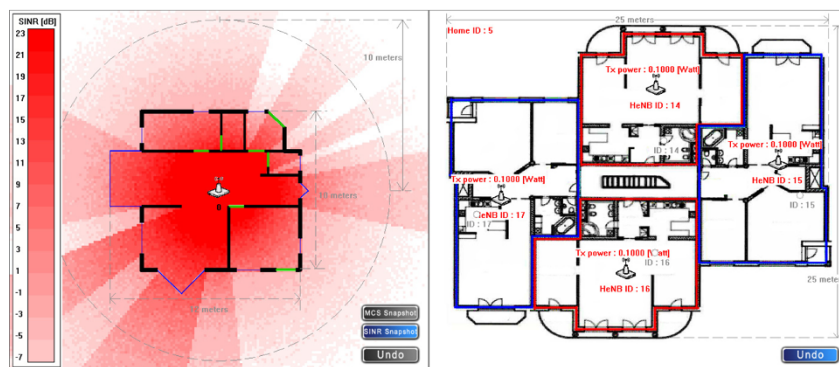 SINR [dB]
23
21
19
17
15
13
11
9
7
5
3
1
-1
-3
-5
-7
10 meters
10 meters
meters
MCS Snapshot
SINR Snapshot
Undo
25 meters
Home ID : 5
Tx power : 0.1000 [Watt]
HeNB ID : 14
ID : 14
Tx power : 0.1000 [Watt]
HeNB ID : 15
ID : 15
Tx power : 0.1000 [Watt]
HeNB ID : 17
ID : 17
Tx power : 0.1000 [Watt]
ID : 16
HeNB ID : 16
25 meters
Undo